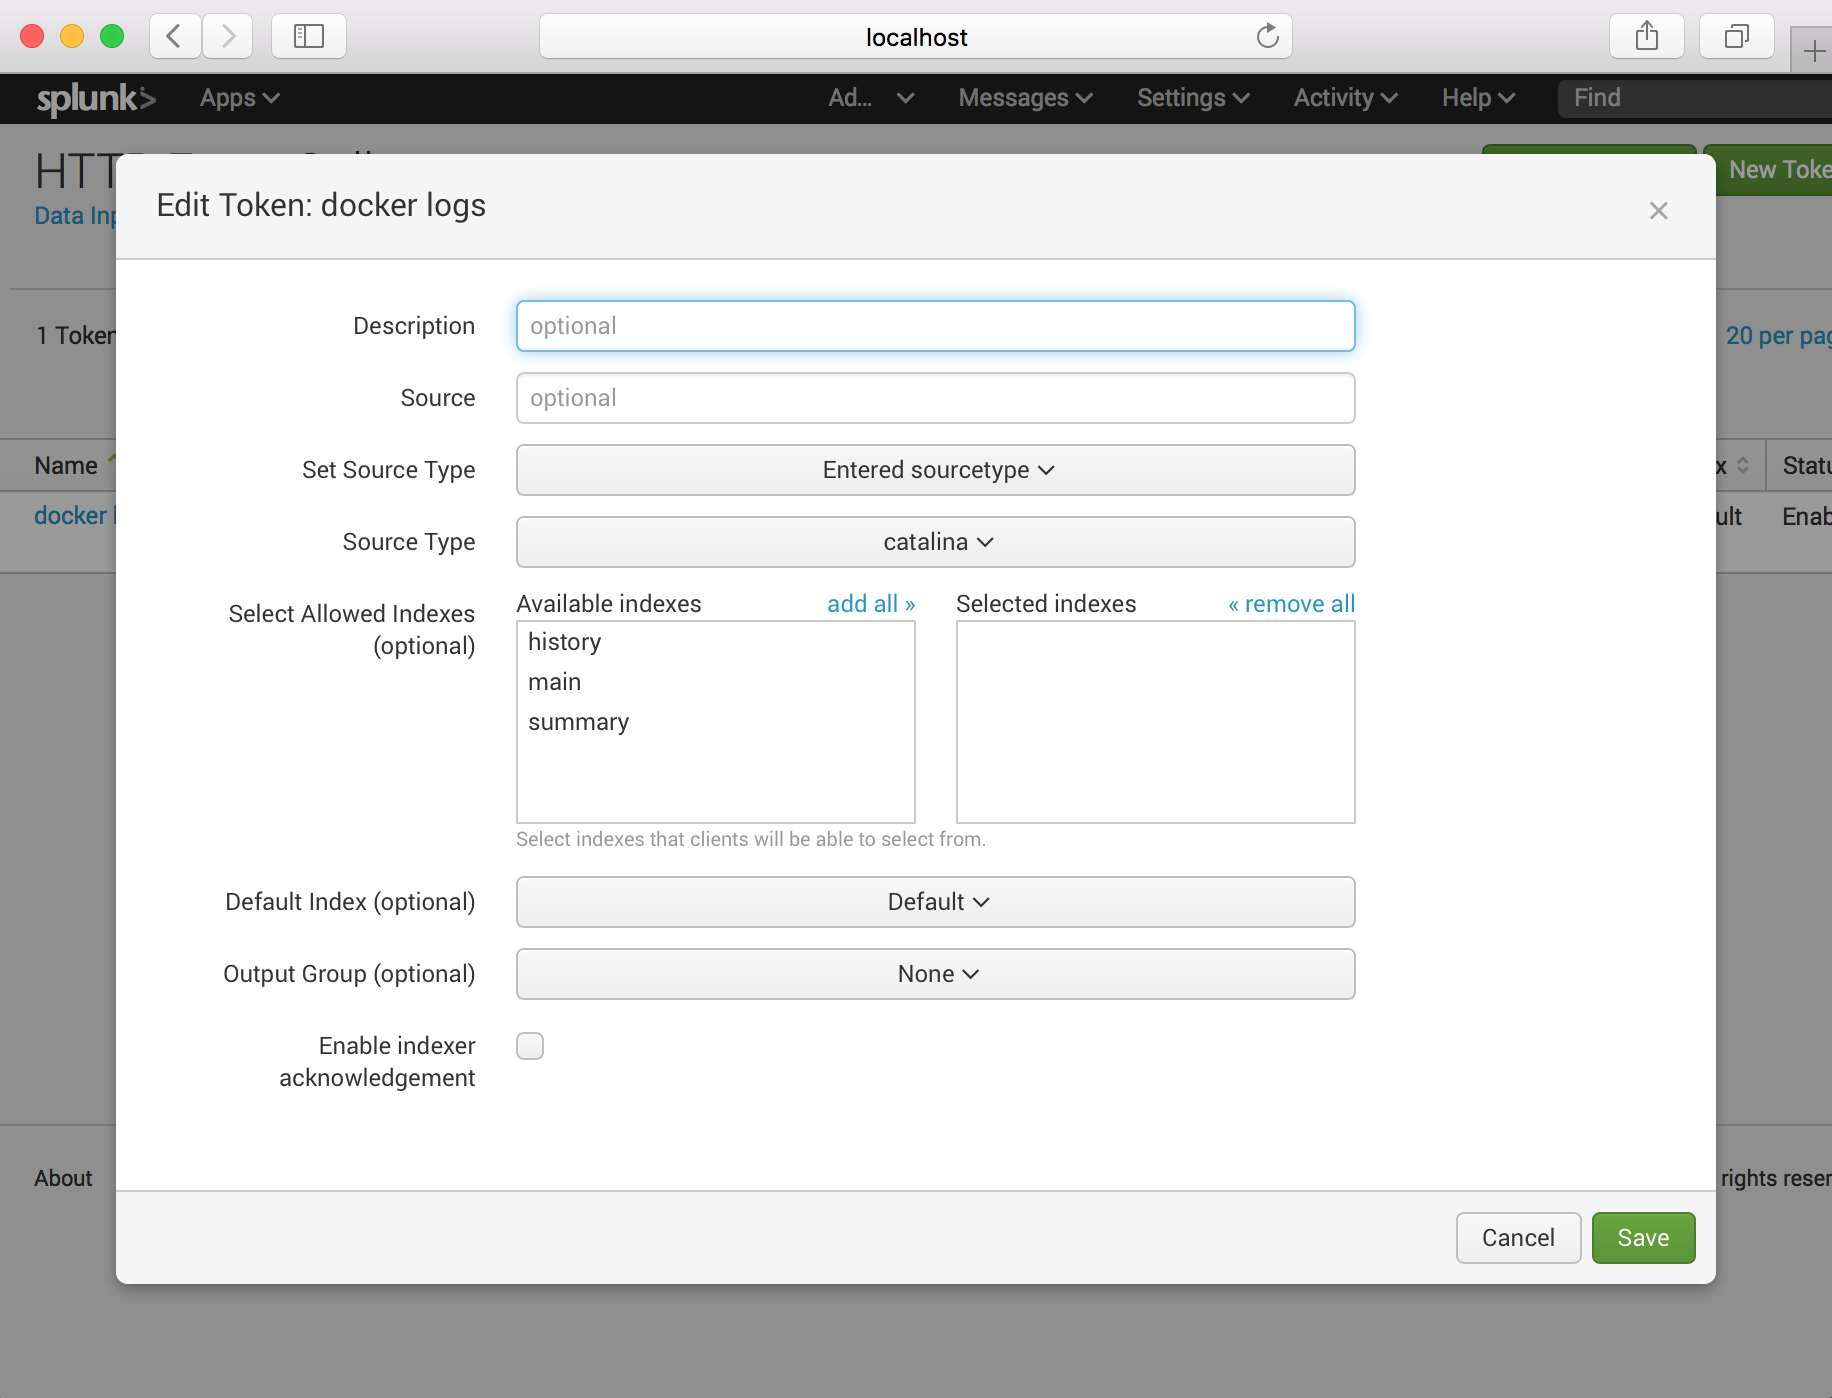 localhost
splunk>
Apps
Ad...
Messages
Settings
Activity
Help
Find
New Toke
Data Inp
Edit Token: docker logs
1 Token
20 per pag
Name
Statu
docker
Enab
Description
optional
Source
optional
Set Source Type
Entered sourcetype
Source Type
catalina
Select Allowed Indexes
(optional)
Available indexes
add all »
Selected indexes
« remove all
history
main
summary
Select indexes that clients will be able to select from.
Default Index (optional)
Default
Output Group (optional)
None
Enable indexer
acknowledgement
About
rights reser
Cancel
Save